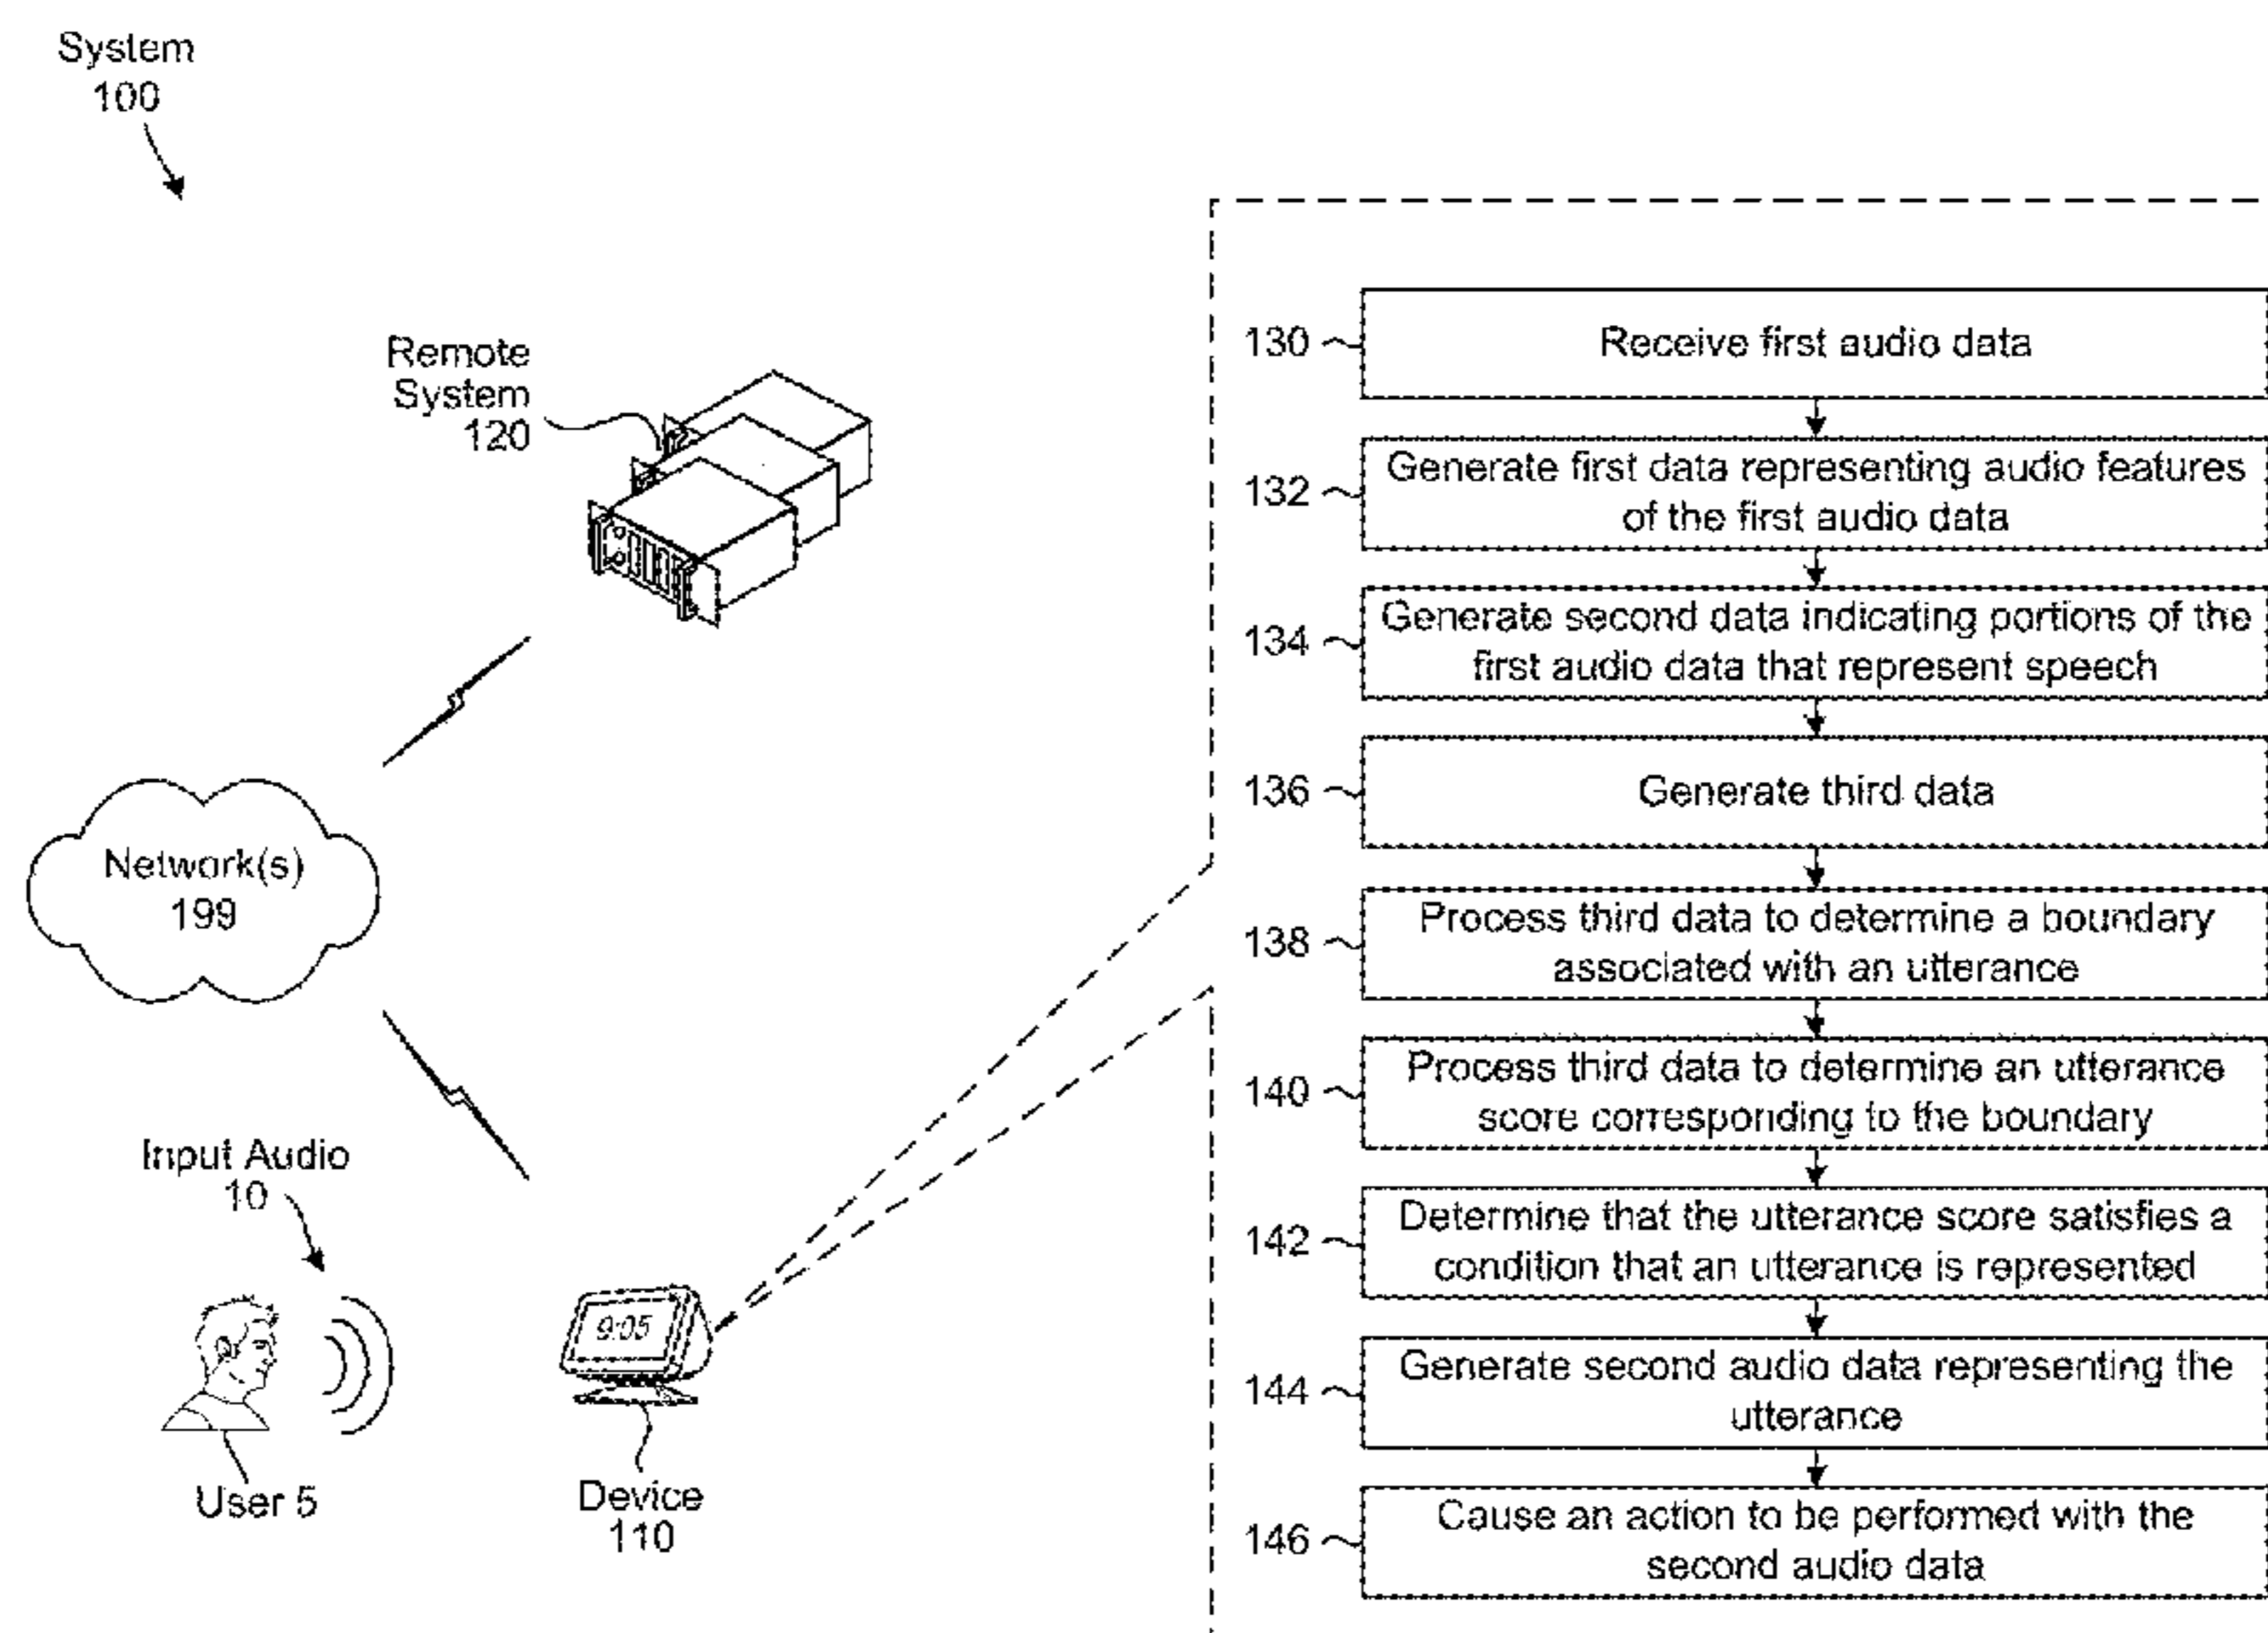 System
100
Remote
System
120
Network(s)
199
Input Audio
10
User 5
9:05
Device
110
130
Receive first audio data
132
Generate first data representing audio features
of the first audio data
134
Generate second data indicating portions of the
first audio data that represent speech
136
Generate third data
138
Process third data to determine a boundary
associated with an utterance
140
Process third data to determine an utterance
score corresponding to the boundary
142
Determine that the utterance score satisfies a
condition that an utterance is represented
144
Generate second audio data representing the
utterance
146
Cause an action to be performed with the
second audio data